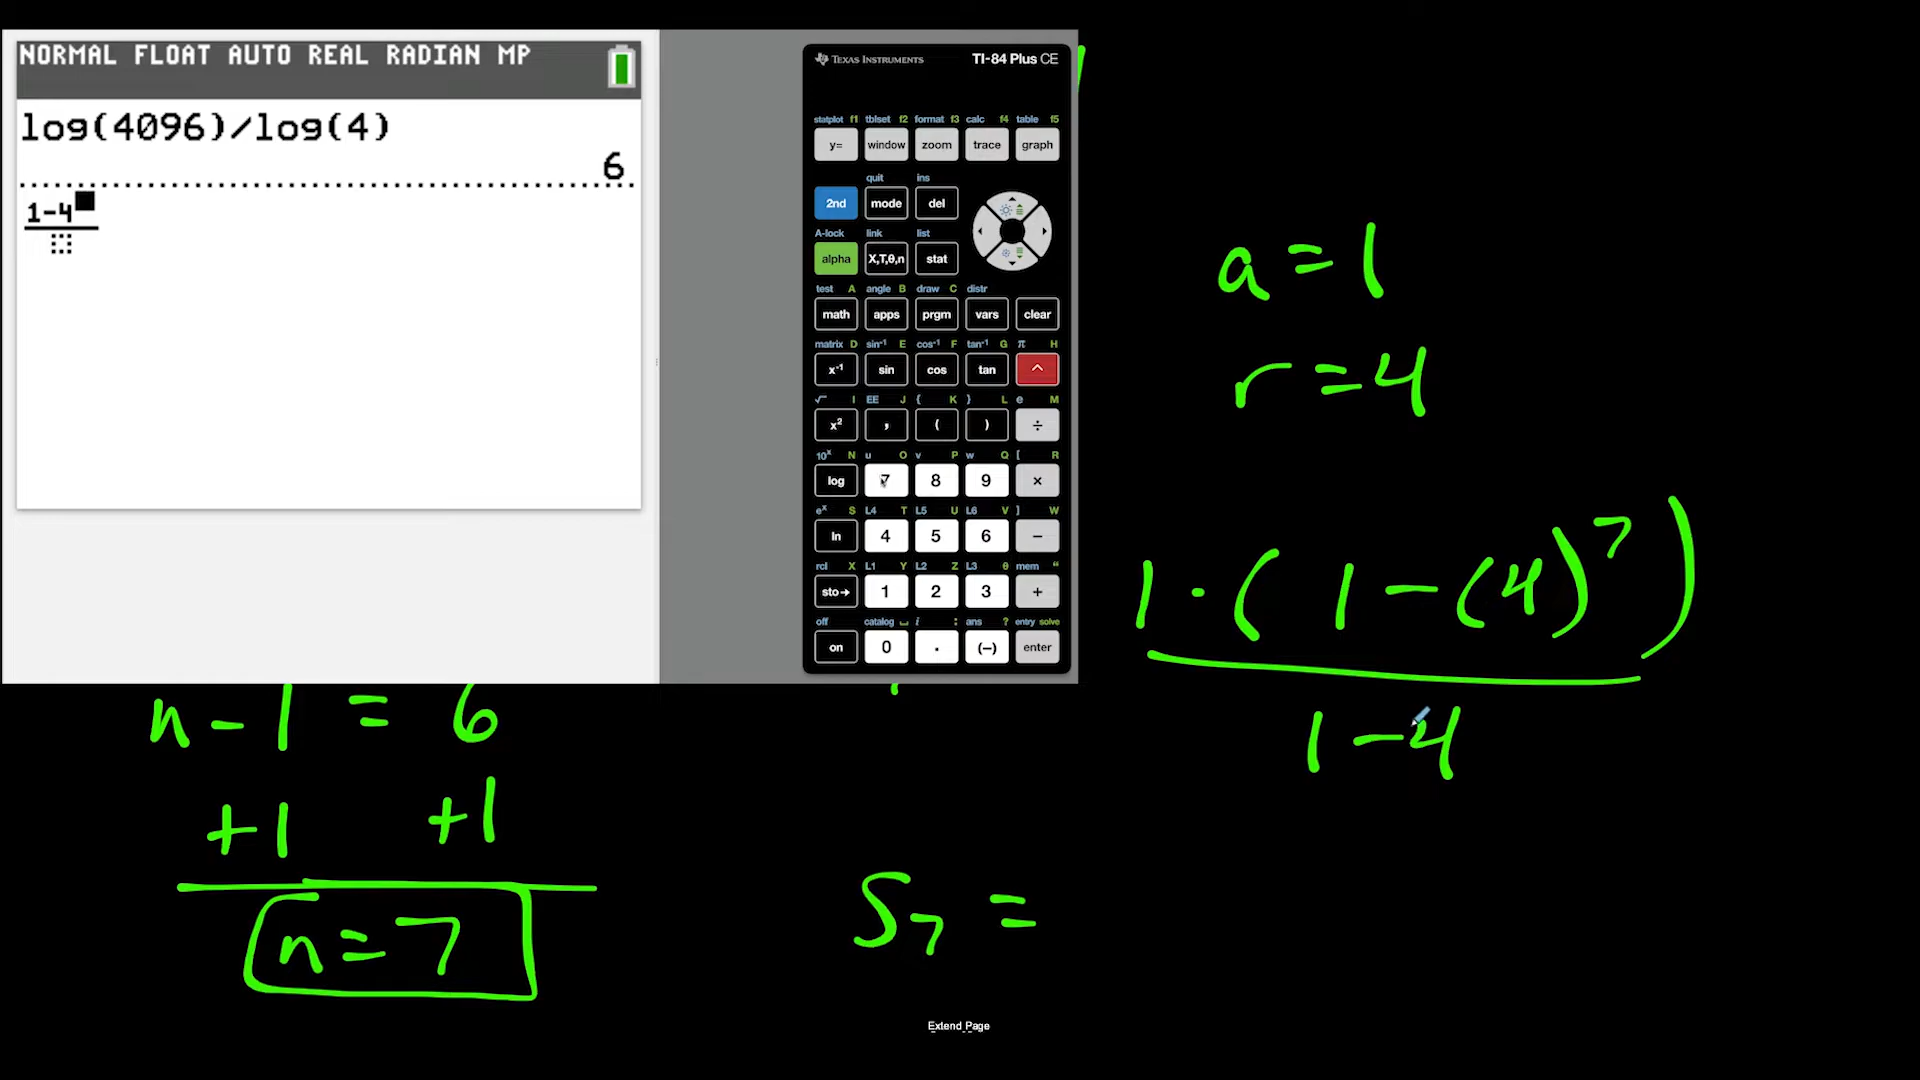 NORMAL FLOAT AUTO REAL RADIAN MP
log(4096)/log(4)
6
1-4
TEXAS INSTRUMENTS TI-84 Plus CE
statplot f1 tblset f2 format f3 calc f4 table f5
y= window zoom trace graph
quit ins
2nd mode del
A-lock link list
alpha X,T,θ,n stat
test A angle B draw C distr
math apps prgm vars clear
matrix D sin⁻¹ E cos⁻¹ F tan⁻¹ G π H
x⁻¹ sin cos tan ^
√ I EE J { K } L e M
x² , ( ) ÷
10ˣ N u O v P w Q [ R
log 7 8 9 ×
eˣ S L4 T L5 U L6 V ] W
ln 4 5 6 −
rcl X L1 Y L2 Z L3 θ mem "
sto→ 1 2 3 +
off catalog ⎵ i : ans ? entry solve
on 0 . (−) enter
a = 1
r = 4
1 · ( 1 − (4)⁷ )
1 − 4
n − 1 = 6
+1 +1
n = 7
S₇ =
Extend Page